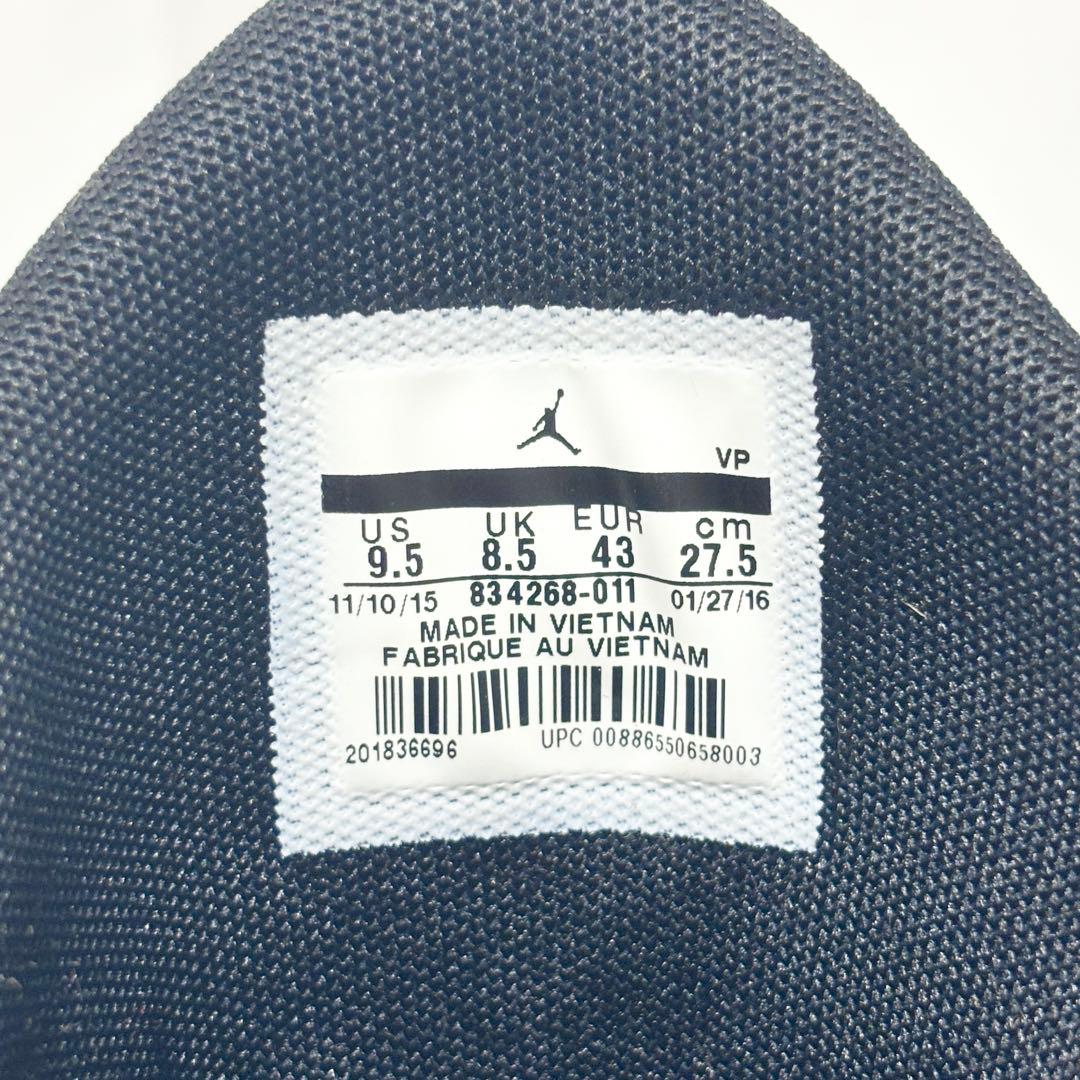 VP
US UK EUR cm
9.5 8.5 43 27.5
11/10/15 834268-011 01/27/16
MADE IN VIETNAM
FABRIQUE AU VIETNAM
201836696 UPC 00886550658003